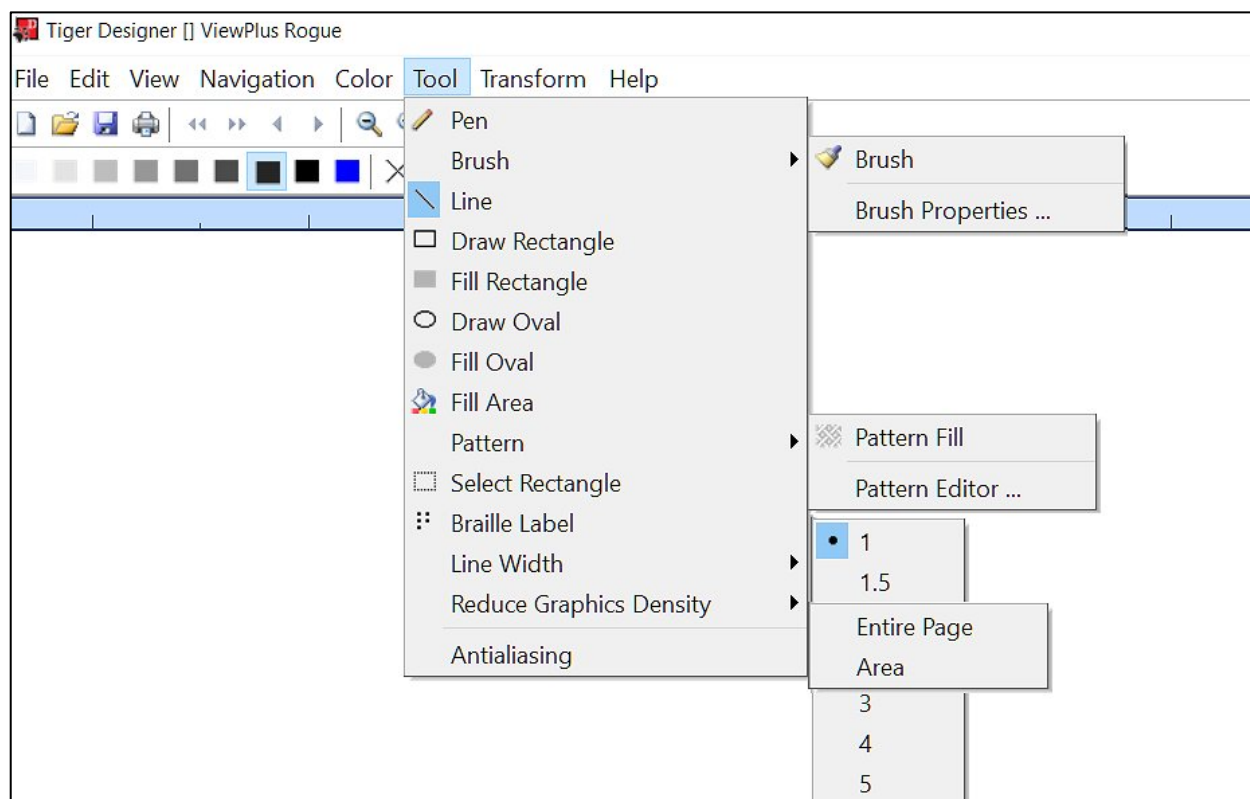 Tiger Designer [] ViewPlus Rogue
File Edit View Navigation Color Tool Transform Help
Pen
Brush
Line
Draw Rectangle
Fill Rectangle
Draw Oval
Fill Oval
Fill Area
Pattern
Select Rectangle
Braille Label
Line Width
Reduce Graphics Density
Antialiasing
Brush
Brush Properties ...
Pattern Fill
Pattern Editor ...
1
1.5
Entire Page
Area
3
4
5